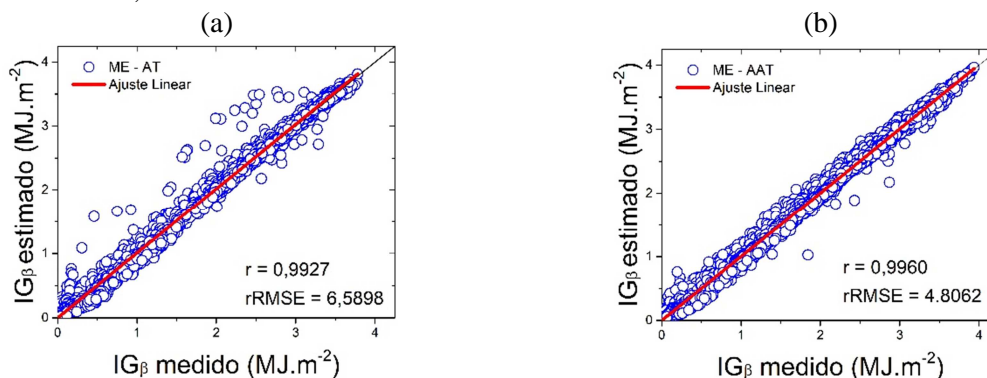 (a)
(b)
4
3
2
1
0
IGβ estimado (MJ.m-2)
ME - AT
Ajuste Linear
r = 0,9927
rRMSE = 6,5898
0 1 2 3 4
IGβ medido (MJ.m-2)
4
3
2
1
0
IGβ estimado (MJ.m-2)
ME - AAT
Ajuste Linear
r = 0,9960
rRMSE = 4.8062
0 1 2 3 4
IGβ medido (MJ.m-2)